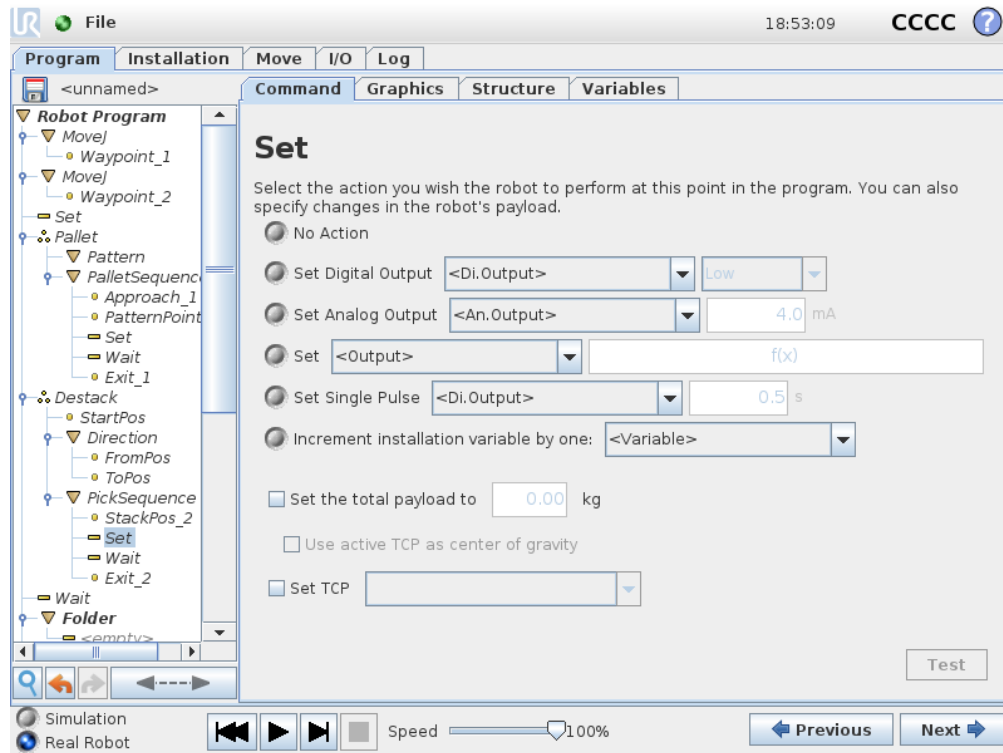 UR File 18:53:09 CCCC ?
Program Installation Move I/O Log
<unnamed>
Command Graphics Structure Variables
Robot Program
MoveJ
Waypoint_1
MoveJ
Waypoint_2
Set
Pallet
Pattern
PalletSequenc
Approach_1
PatternPoint
Set
Wait
Exit_1
Destack
StartPos
Direction
FromPos
ToPos
PickSequence
StackPos_2
Set
Wait
Exit_2
Wait
Folder
<empty>
Set
Select the action you wish the robot to perform at this point in the program. You can also
specify changes in the robot's payload.
No Action
Set Digital Output <Di.Output> Low
Set Analog Output <An.Output> 4.0 mA
Set <Output> f(x)
Set Single Pulse <Di.Output> 0.5 s
Increment installation variable by one: <Variable>
Set the total payload to 0.00 kg
Use active TCP as center of gravity
Set TCP
Test
Simulation
Real Robot
Speed 100%
Previous Next